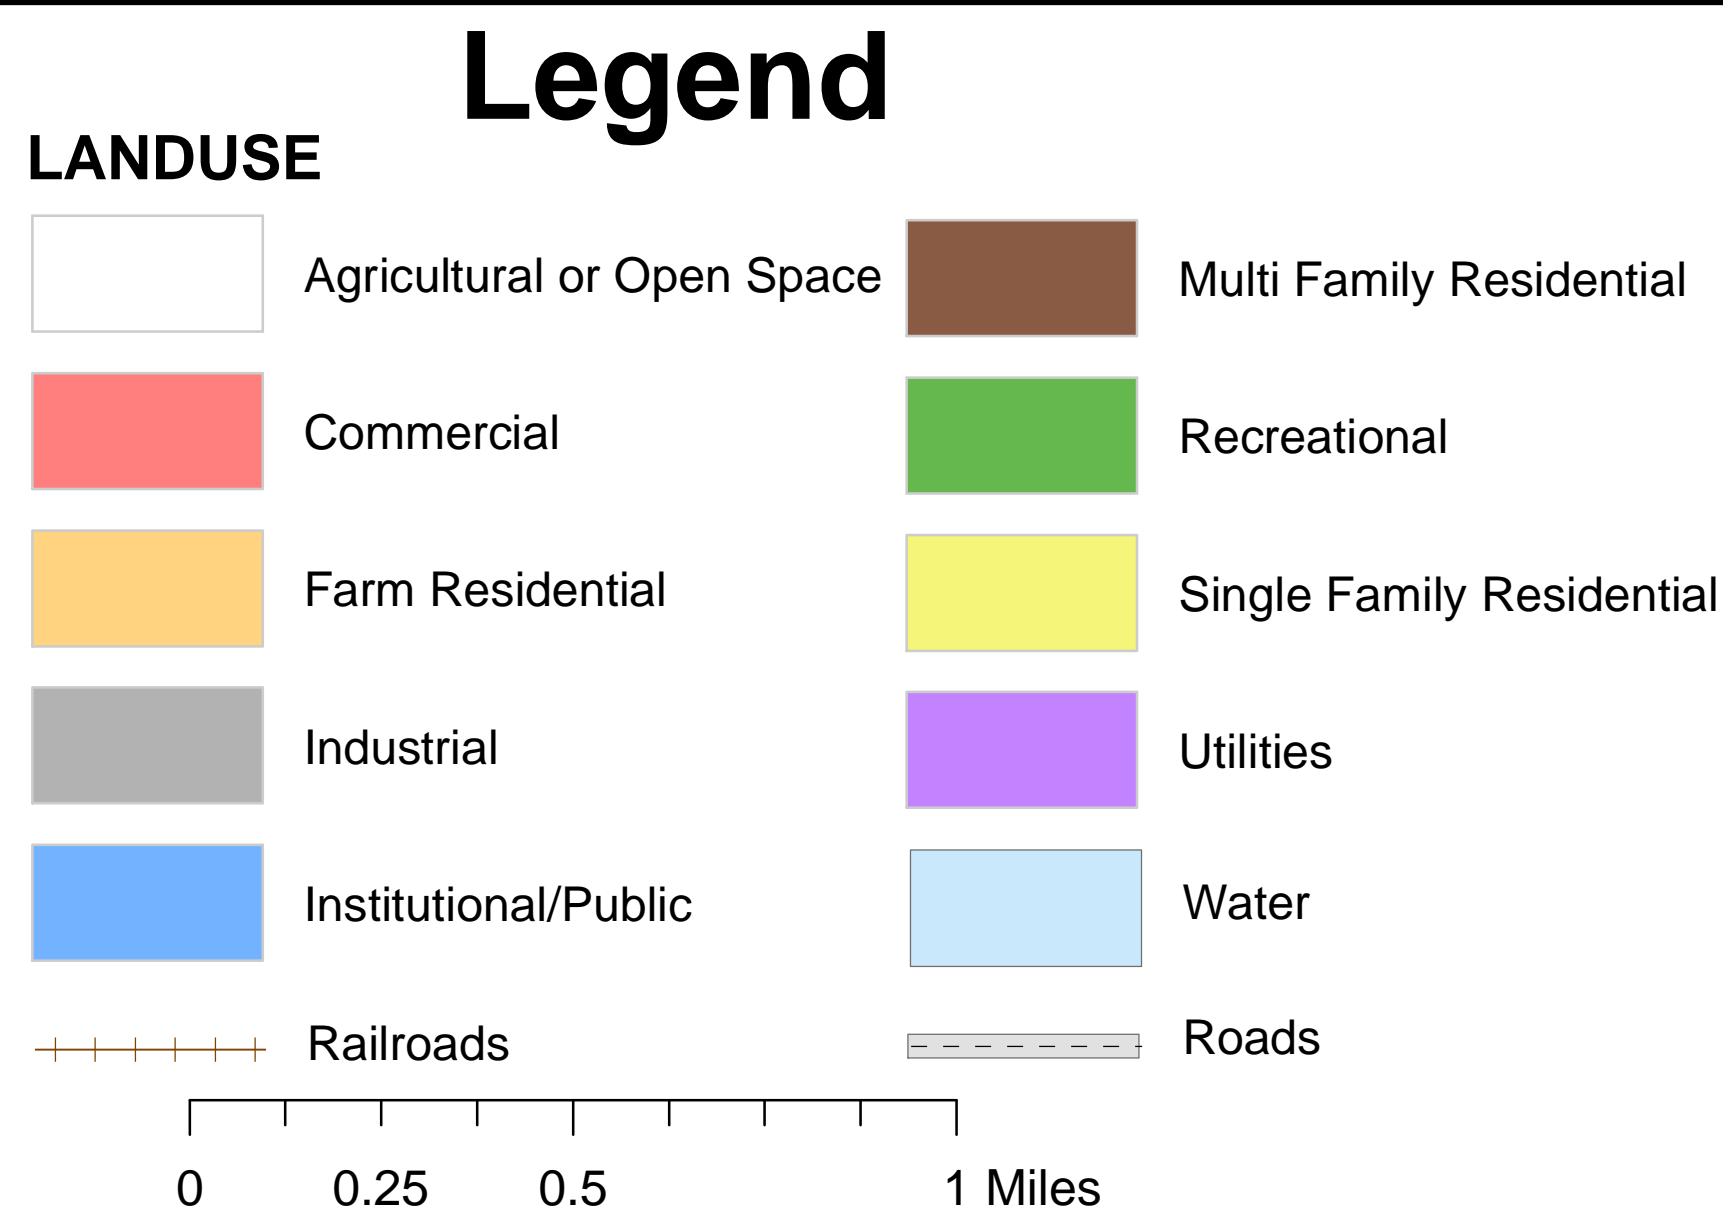 Legend
LANDUSE
Agricultural or Open Space
Commercial
Farm Residential
Industrial
Institutional/Public
Railroads
Multi Family Residential
Recreational
Single Family Residential
Utilities
Water
Roads
0 0.25 0.5 1 Miles